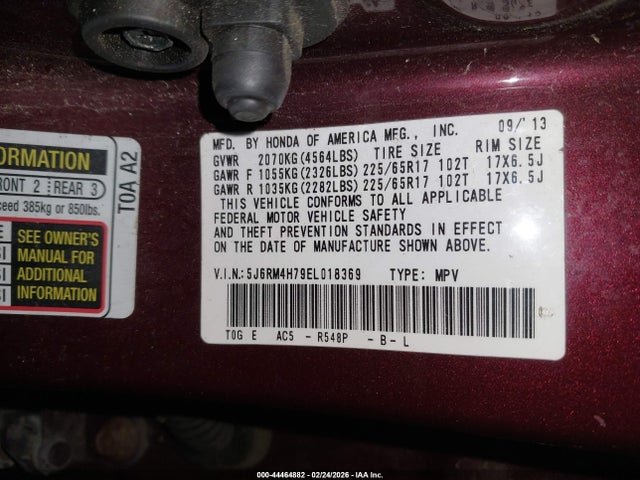 ORMATION
RONT 2 REAR 3
ceed 385kg or 850lbs.
SEE OWNER'S
MANUAL FOR
ADDITIONAL
INFORMATION
T0A A2
MFD. BY HONDA OF AMERICA MFG., INC. 09/'13
GVWR 2070KG(4564LBS) TIRE SIZE RIM SIZE
GAWR F 1055KG(2326LBS) 225/65R17 102T 17X6.5J
GAWR R 1035KG(2282LBS) 225/65R17 102T 17X6.5J
THIS VEHICLE CONFORMS TO ALL APPLICABLE
FEDERAL MOTOR VEHICLE SAFETY
AND THEFT PREVENTION STANDARDS IN EFFECT
ON THE DATE OF MANUFACTURE SHOWN ABOVE.
V.I.N.:5J6RM4H79EL018369 TYPE: MPV
T0G E AC5 - R548P - B - L
000-44464882 - 02/24/2026 - IAA Inc.